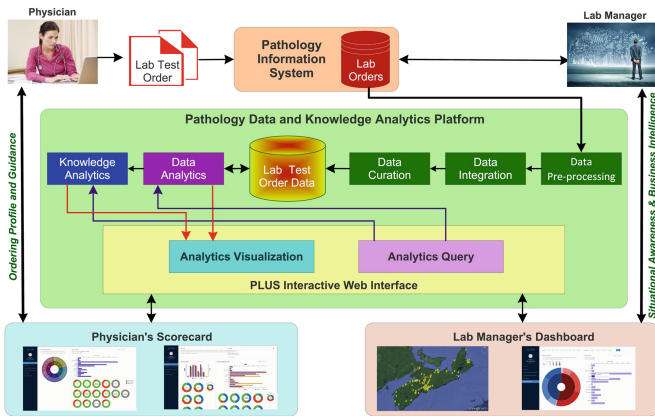 Physician
Lab Manager
Lab Test
Order
Pathology
Information
System
Lab
Orders
Ordering Profile and Guidance
Situational Awareness & Business Intelligence
Pathology Data and Knowledge Analytics Platform
Knowledge
Analytics
Data
Analytics
Lab Test
Order Data
Data
Curation
Data
Integration
Data
Pre-processing
Analytics Visualization
Analytics Query
PLUS Interactive Web Interface
Physician's Scorecard
Lab Manager's Dashboard